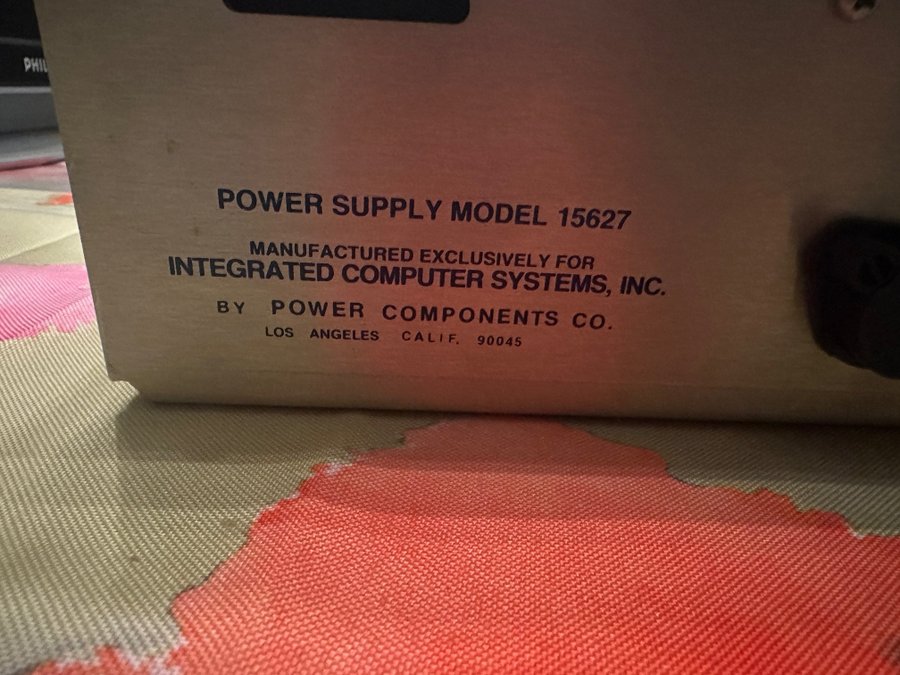 PHIL
POWER SUPPLY MODEL 15627
MANUFACTURED EXCLUSIVELY FOR
INTEGRATED COMPUTER SYSTEMS, INC.
BY POWER COMPONENTS CO.
LOS ANGELES CALIF. 90045